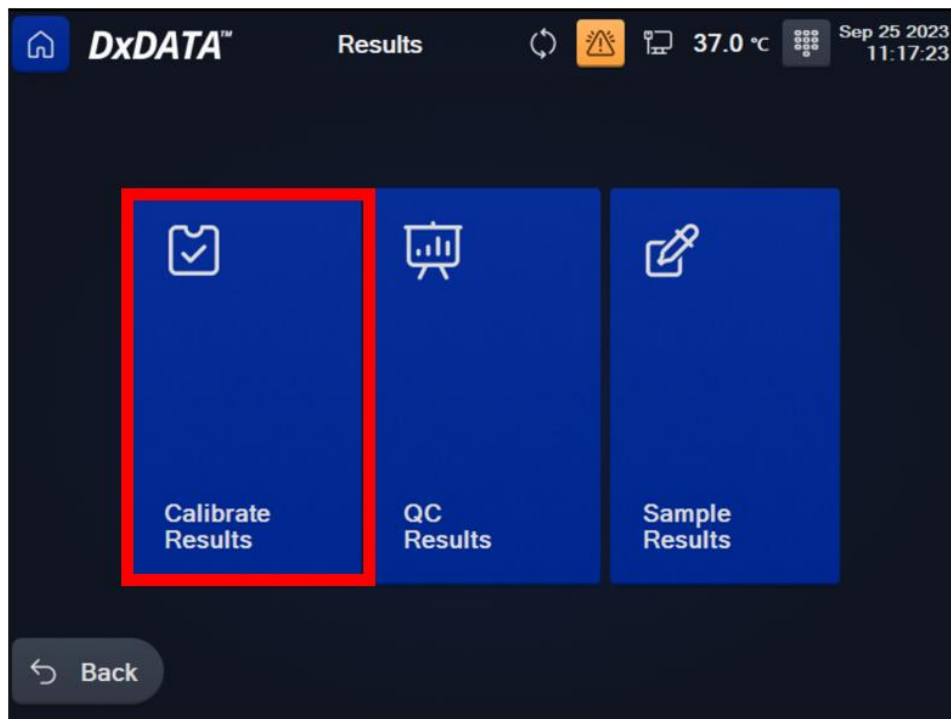 DxDATA™
Results
37.0 °C
Sep 25 2023
11:17:23
Calibrate
Results
QC
Results
Sample
Results
Back